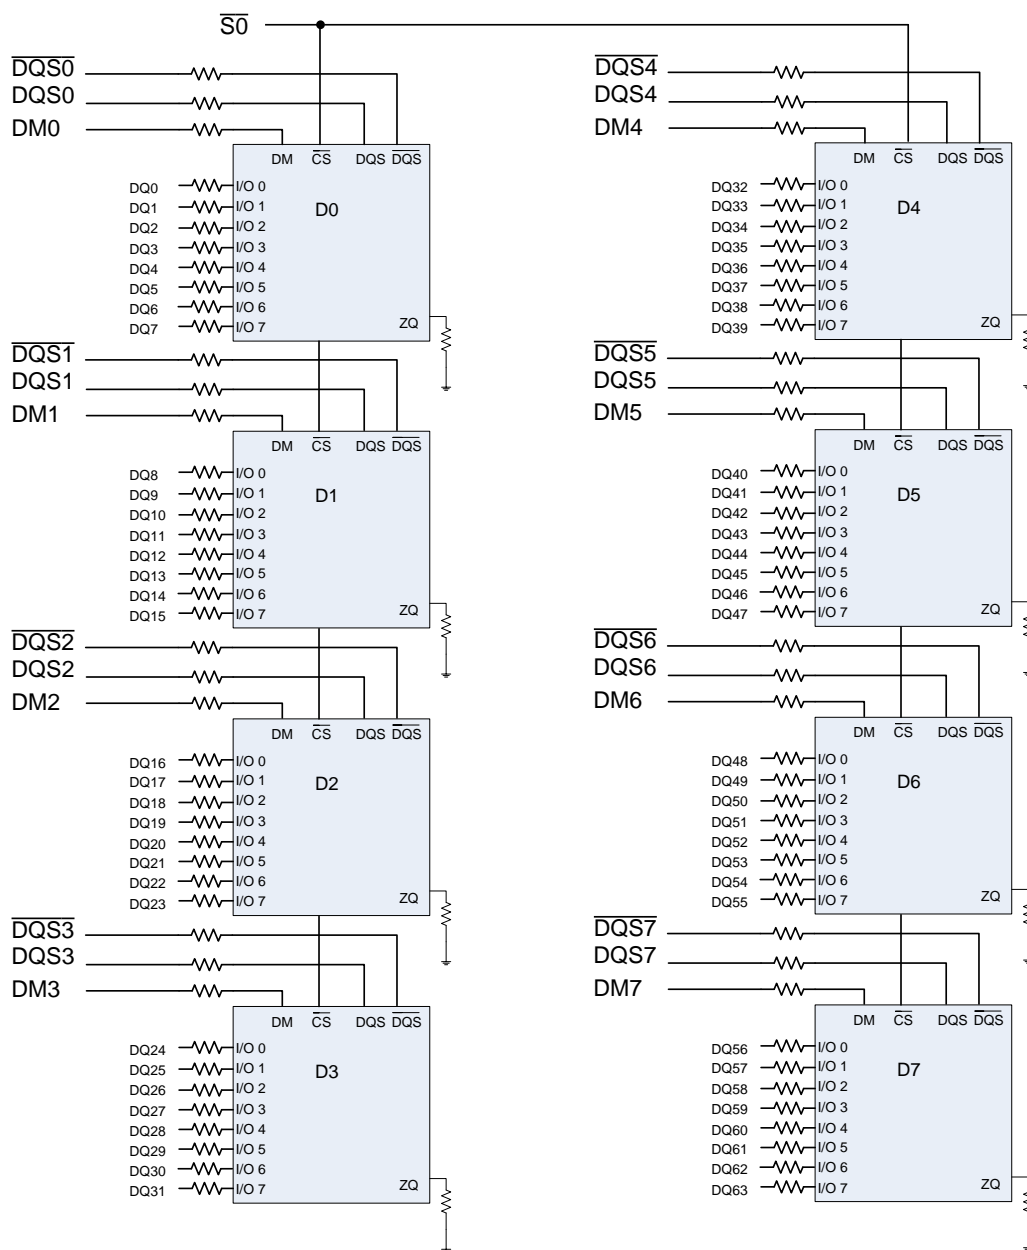 S0
DQS0
DQS0
DM0
DM CS DQS DQS
D0
DQ0 I/O 0
DQ1 I/O 1
DQ2 I/O 2
DQ3 I/O 3
DQ4 I/O 4
DQ5 I/O 5
DQ6 I/O 6
DQ7 I/O 7
ZQ
DQS1
DQS1
DM1
DM CS DQS DQS
D1
DQ8 I/O 0
DQ9 I/O 1
DQ10 I/O 2
DQ11 I/O 3
DQ12 I/O 4
DQ13 I/O 5
DQ14 I/O 6
DQ15 I/O 7
ZQ
DQS2
DQS2
DM2
DM CS DQS DQS
D2
DQ16 I/O 0
DQ17 I/O 1
DQ18 I/O 2
DQ19 I/O 3
DQ20 I/O 4
DQ21 I/O 5
DQ22 I/O 6
DQ23 I/O 7
ZQ
DQS3
DQS3
DM3
DM CS DQS DQS
D3
DQ24 I/O 0
DQ25 I/O 1
DQ26 I/O 2
DQ27 I/O 3
DQ28 I/O 4
DQ29 I/O 5
DQ30 I/O 6
DQ31 I/O 7
ZQ
DQS4
DQS4
DM4
DM CS DQS DQS
D4
DQ32 I/O 0
DQ33 I/O 1
DQ34 I/O 2
DQ35 I/O 3
DQ36 I/O 4
DQ37 I/O 5
DQ38 I/O 6
DQ39 I/O 7
ZQ
DQS5
DQS5
DM5
DM CS DQS DQS
D5
DQ40 I/O 0
DQ41 I/O 1
DQ42 I/O 2
DQ43 I/O 3
DQ44 I/O 4
DQ45 I/O 5
DQ46 I/O 6
DQ47 I/O 7
ZQ
DQS6
DQS6
DM6
DM CS DQS DQS
D6
DQ48 I/O 0
DQ49 I/O 1
DQ50 I/O 2
DQ51 I/O 3
DQ52 I/O 4
DQ53 I/O 5
DQ54 I/O 6
DQ55 I/O 7
ZQ
DQS7
DQS7
DM7
DM CS DQS DQS
D7
DQ56 I/O 0
DQ57 I/O 1
DQ58 I/O 2
DQ59 I/O 3
DQ60 I/O 4
DQ61 I/O 5
DQ62 I/O 6
DQ63 I/O 7
ZQ